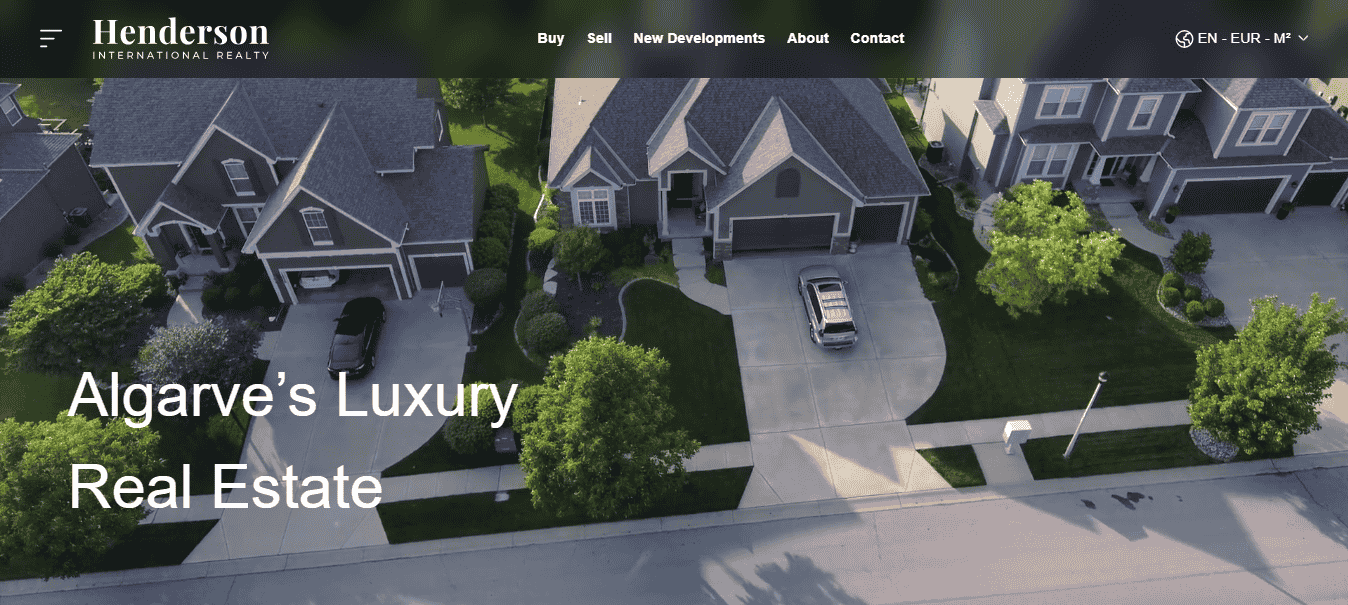 Henderson
INTERNATIONAL REALTY
Buy Sell New Developments About Contact
EN - EUR - M²
Algarve’s Luxury
Real Estate